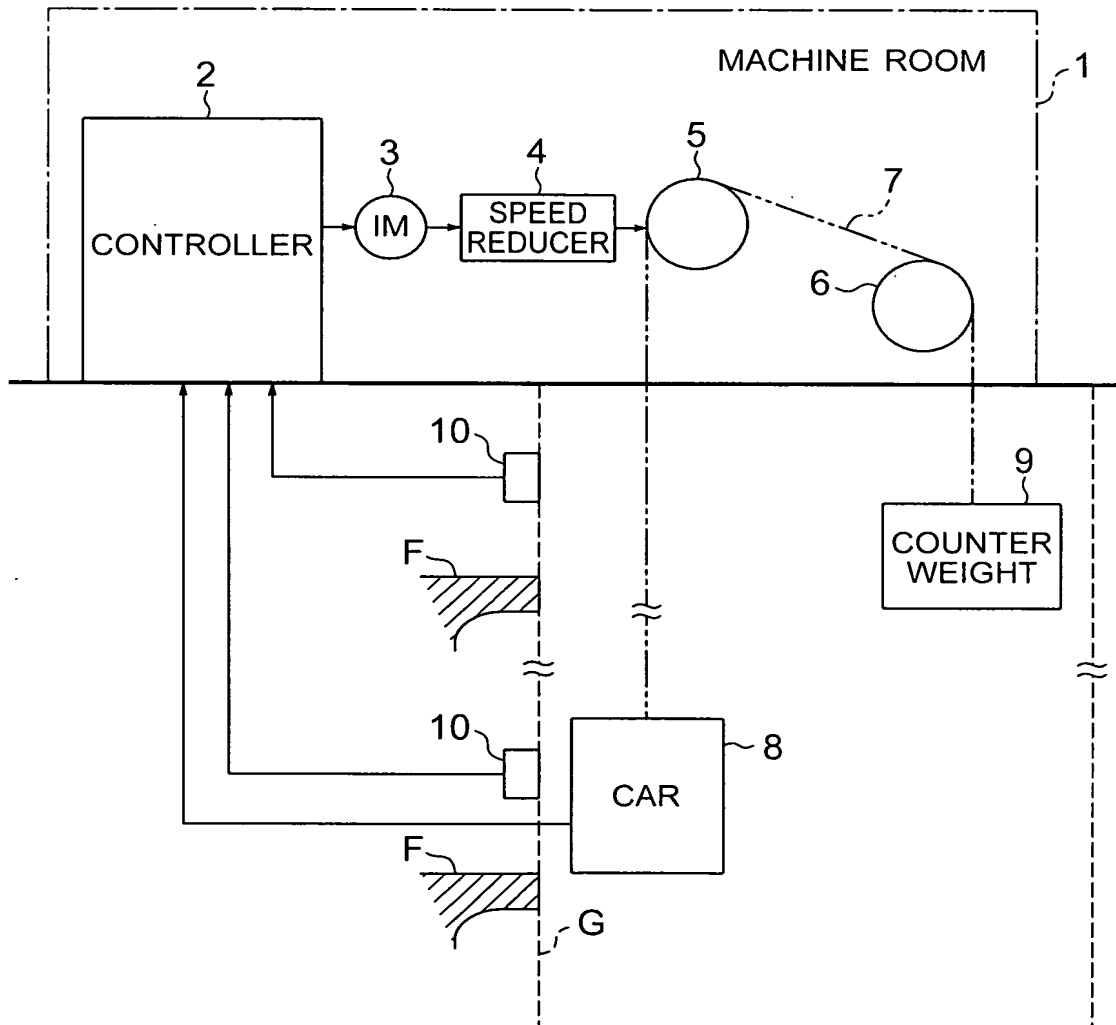 MACHINE ROOM
1
2
3
4
5
7
CONTROLLER
IM
SPEED
REDUCER
6
10
9
COUNTER
WEIGHT
F
10
8
CAR
F
G